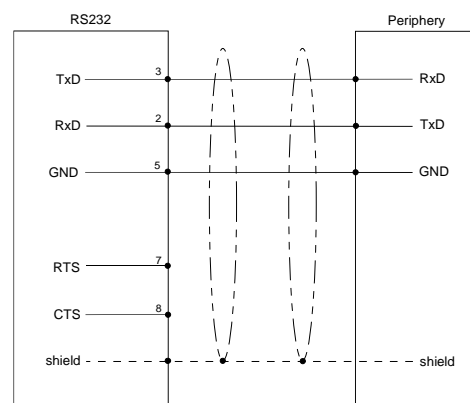 RS232 Periphery
TxD 3 RxD
RxD 2 TxD
GND 5 GND
RTS 7
CTS 8
shield shield